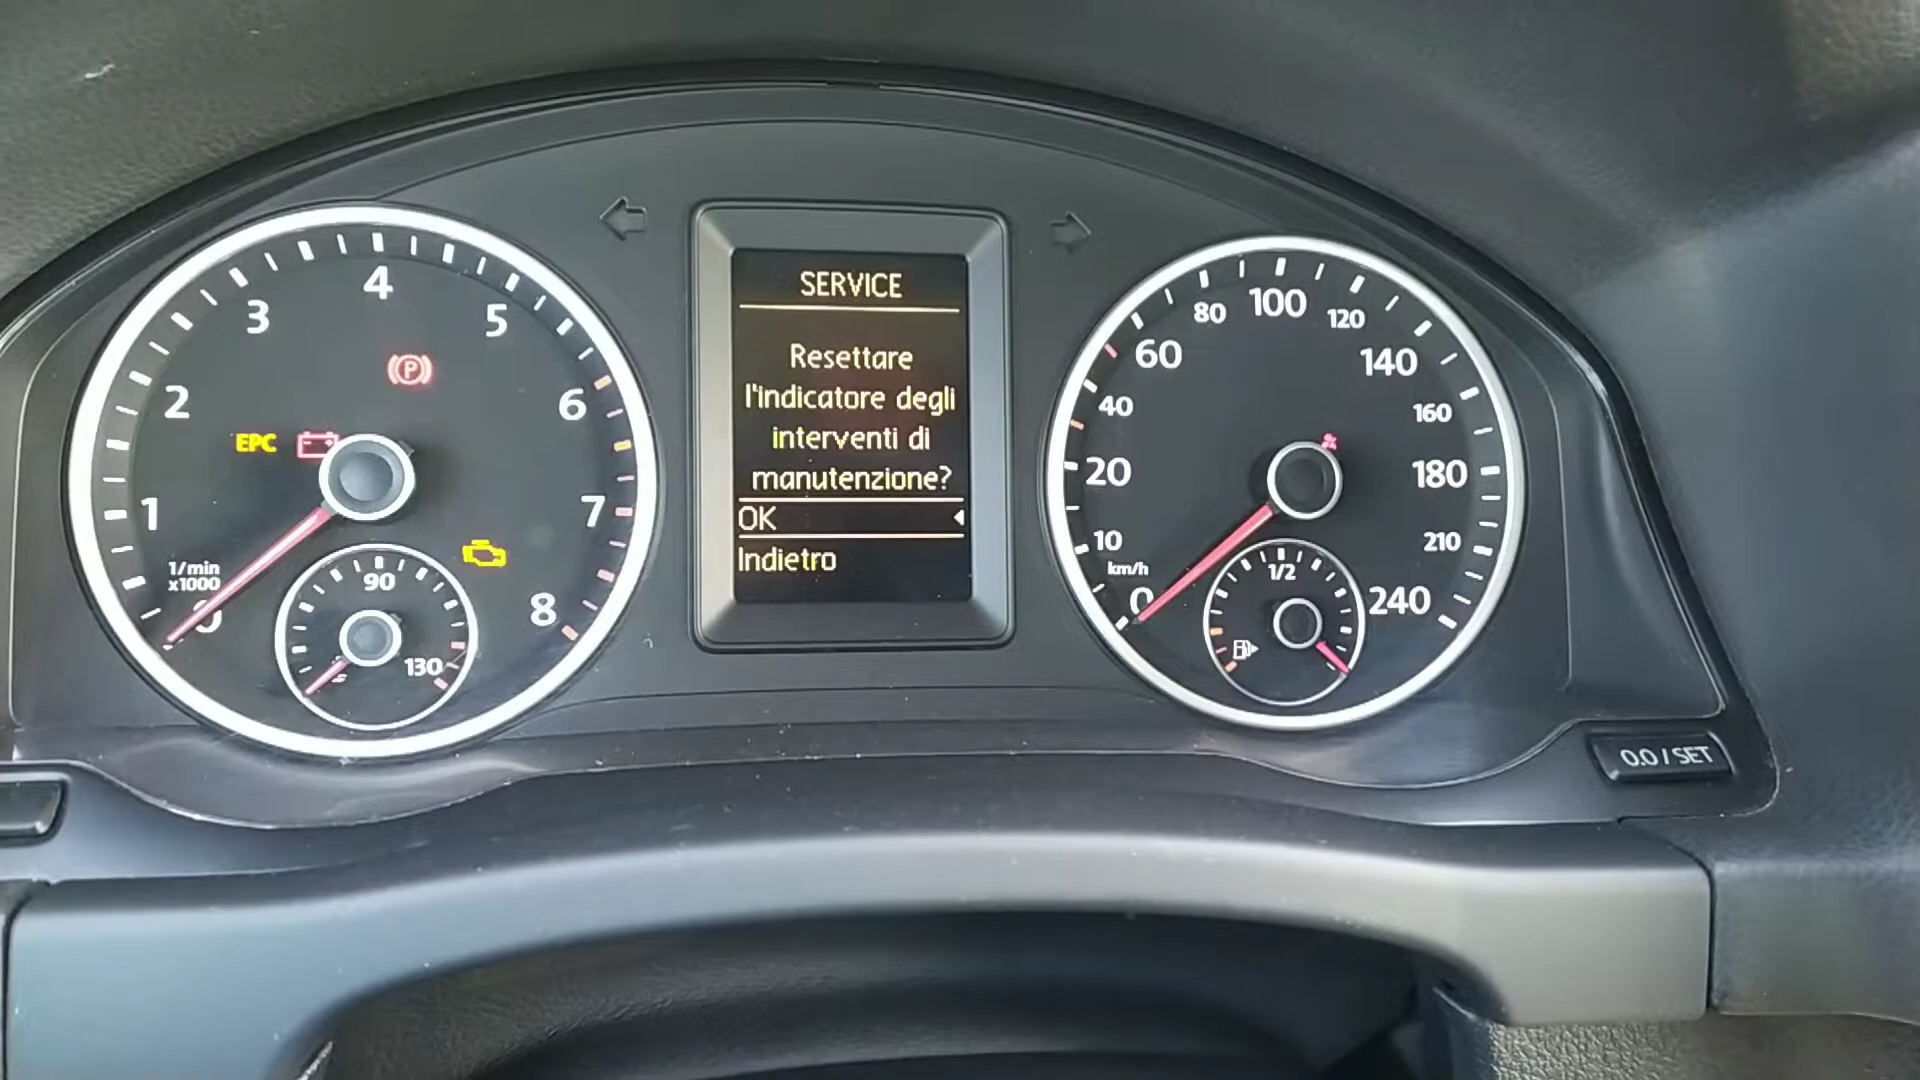 SERVICE
Resettare
l'indicatore degli
interventi di
manutenzione?
OK
Indietro
EPC
P
0
1
2
3
4
5
6
7
8
1/min
x1000
90
130
0
10
20
40
60
80
100
120
140
160
180
210
240
km/h
1/2
0.0 / SET